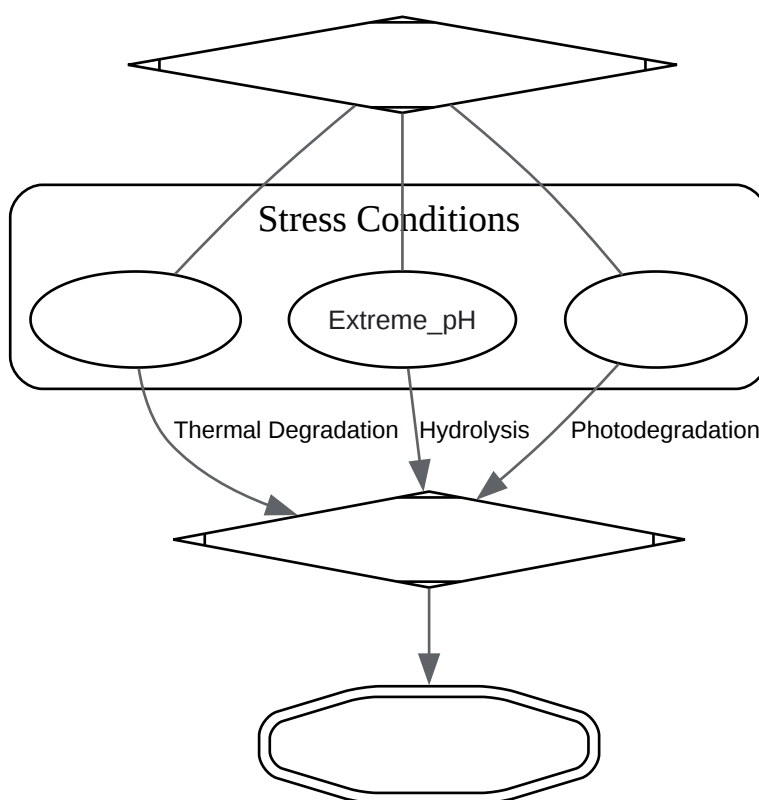 Stress Conditions
Extreme_pH
Thermal Degradation
Hydrolysis
Photodegradation